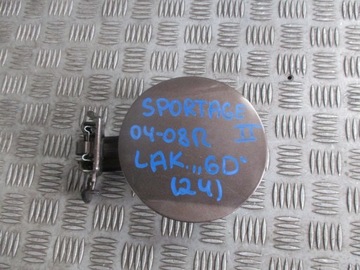 SPORTAGE
04-08R II
LAK. „6D"
(24)